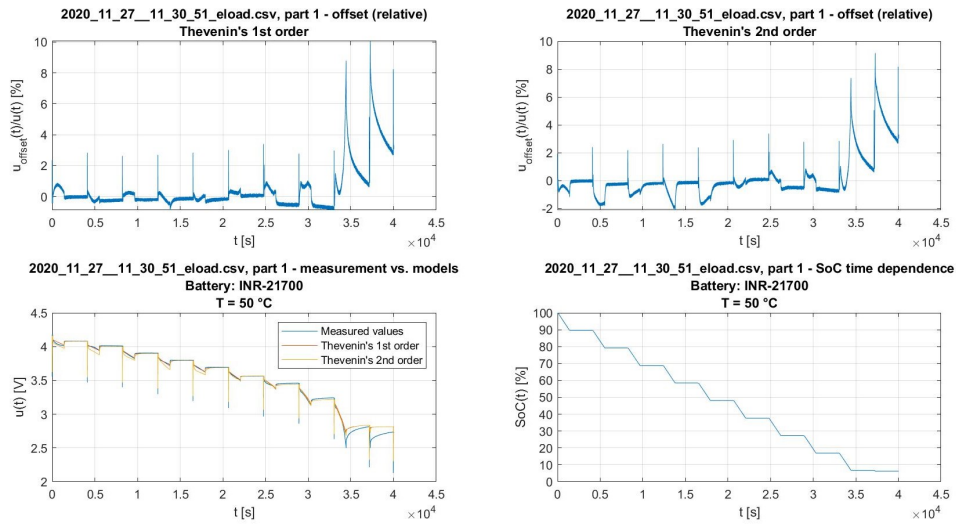 2020_11_27__11_30_51_eload.csv, part 1 - offset (relative)
Thevenin's 1st order
10
8
6
4
2
0
u_offset(t)/u(t) [%]
0 0.5 1 1.5 2 2.5 3 3.5 4 4.5
t [s]
×10^4
2020_11_27__11_30_51_eload.csv, part 1 - offset (relative)
Thevenin's 2nd order
10
8
6
4
2
0
-2
u_offset(t)/u(t) [%]
0 0.5 1 1.5 2 2.5 3 3.5 4 4.5
t [s]
×10^4
2020_11_27__11_30_51_eload.csv, part 1 - measurement vs. models
Battery: INR-21700
T = 50 °C
4.5
4
3.5
3
2.5
2
u(t) [V]
Measured values
Thevenin's 1st order
Thevenin's 2nd order
0 0.5 1 1.5 2 2.5 3 3.5 4 4.5
t [s]
×10^4
2020_11_27__11_30_51_eload.csv, part 1 - SoC time dependence
Battery: INR-21700
T = 50 °C
100
90
80
70
60
50
40
30
20
10
0
SoC(t) [%]
0 0.5 1 1.5 2 2.5 3 3.5 4 4.5
t [s]
×10^4